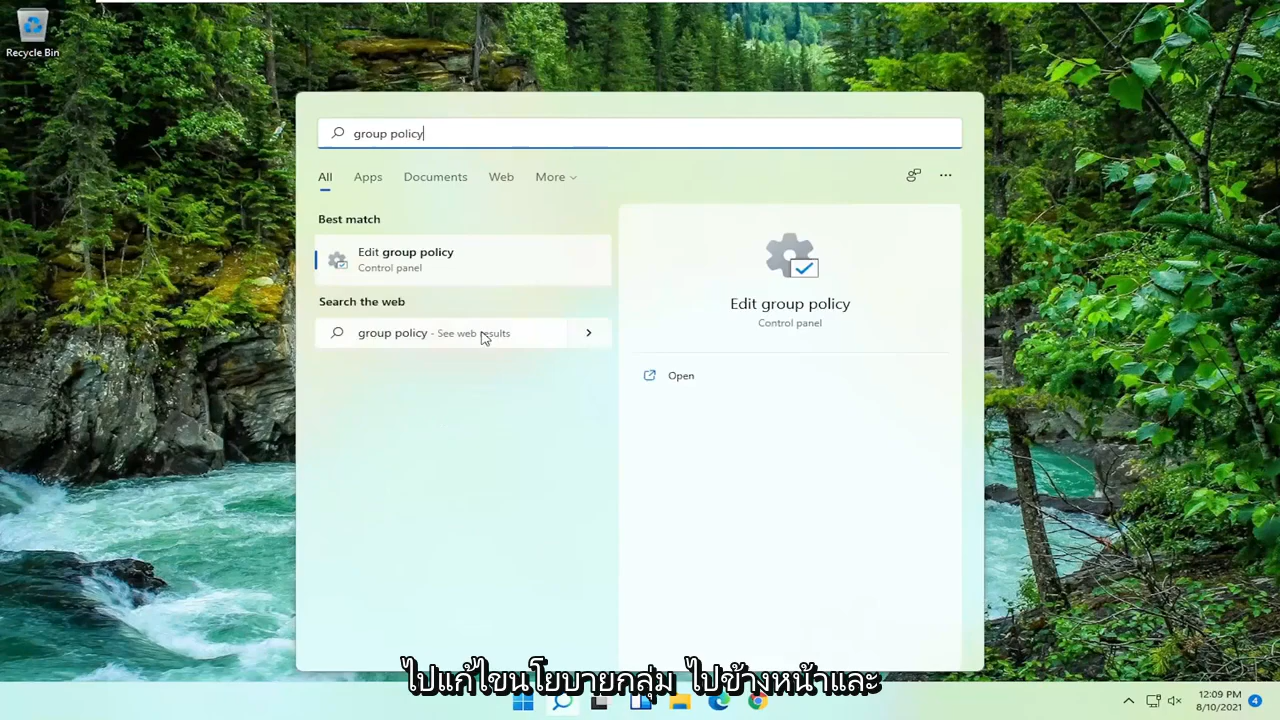 Recycle Bin
group policy
All Apps Documents Web More
Best match
Edit group policy
Control panel
Search the web
group policy - See web results
Edit group policy
Control panel
Open
ไปแก้ไขนโยบายกลุ่ม ไปข้างหน้าและ
12:09 PM
8/10/2021
4